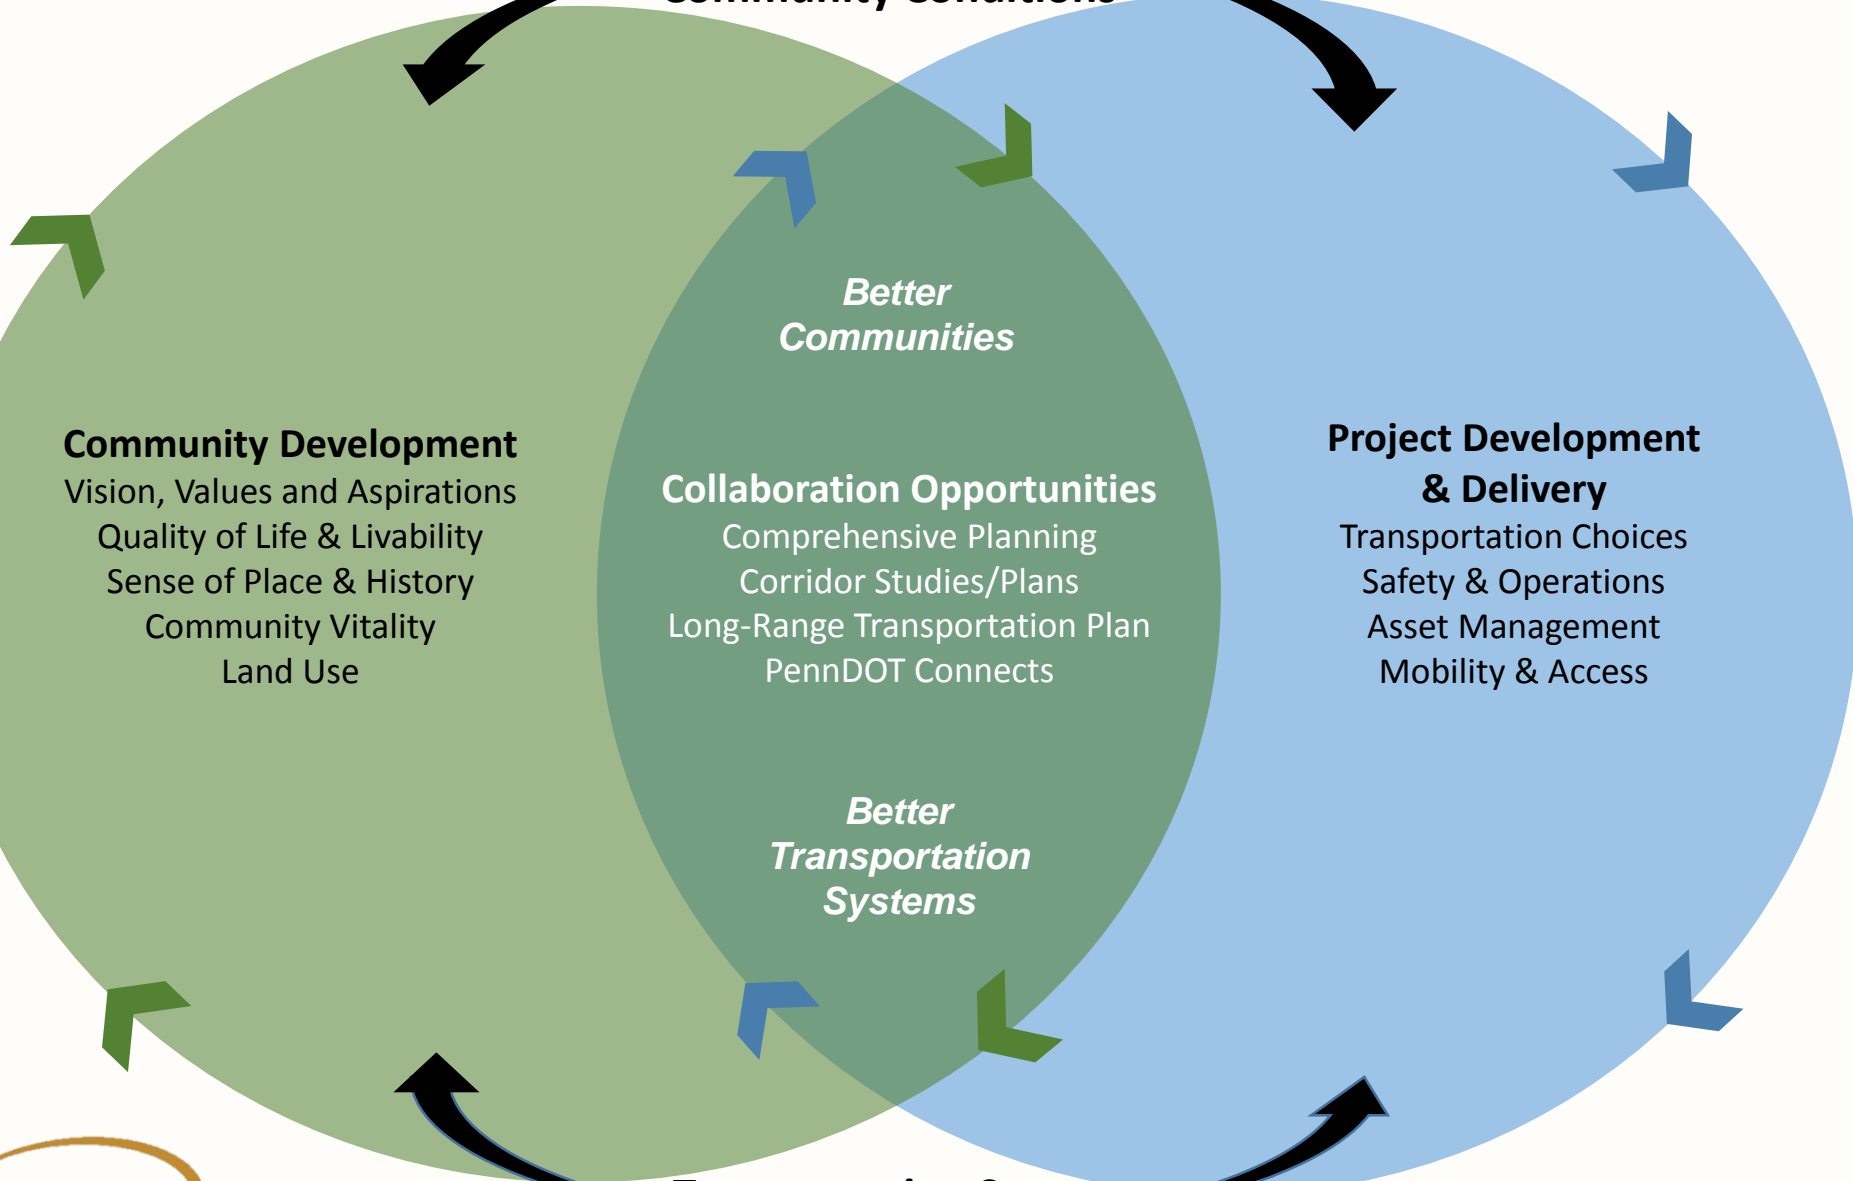 Community Conditions
Better
Communities
Community Development
Vision, Values and Aspirations
Quality of Life & Livability
Sense of Place & History
Community Vitality
Land Use
Collaboration Opportunities
Comprehensive Planning
Corridor Studies/Plans
Long-Range Transportation Plan
PennDOT Connects
Project Development
& Delivery
Transportation Choices
Safety & Operations
Asset Management
Mobility & Access
Better
Transportation
Systems